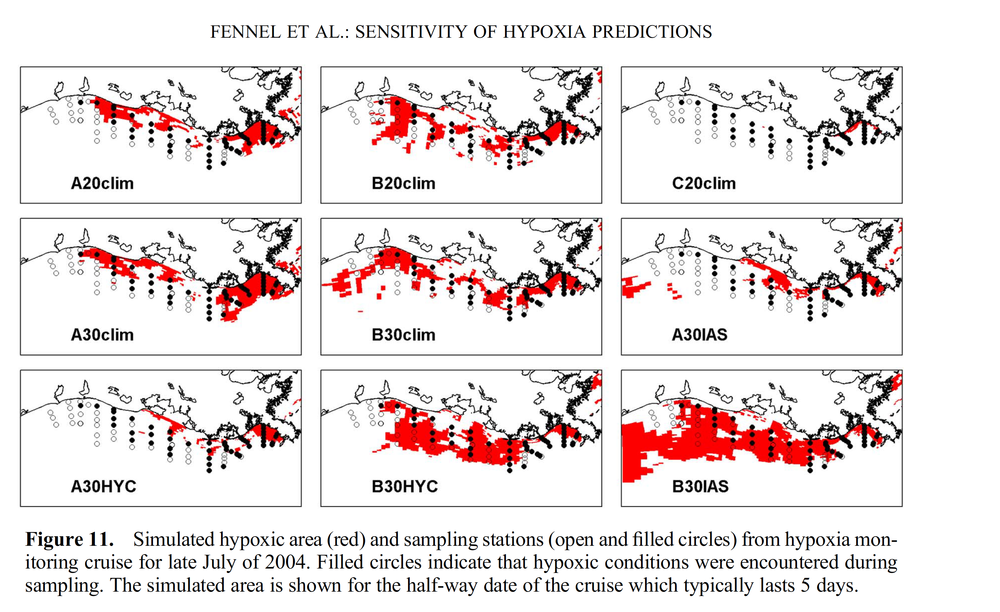 FENNEL ET AL.: SENSITIVITY OF HYPOXIA PREDICTIONS
A20clim
B20clim
C20clim
A30clim
B30clim
A30IAS
A30HYC
B30HYC
B30IAS
Figure 11. Simulated hypoxic area (red) and sampling stations (open and filled circles) from hypoxia mon-
itoring cruise for late July of 2004. Filled circles indicate that hypoxic conditions were encountered during
sampling. The simulated area is shown for the half-way date of the cruise which typically lasts 5 days.